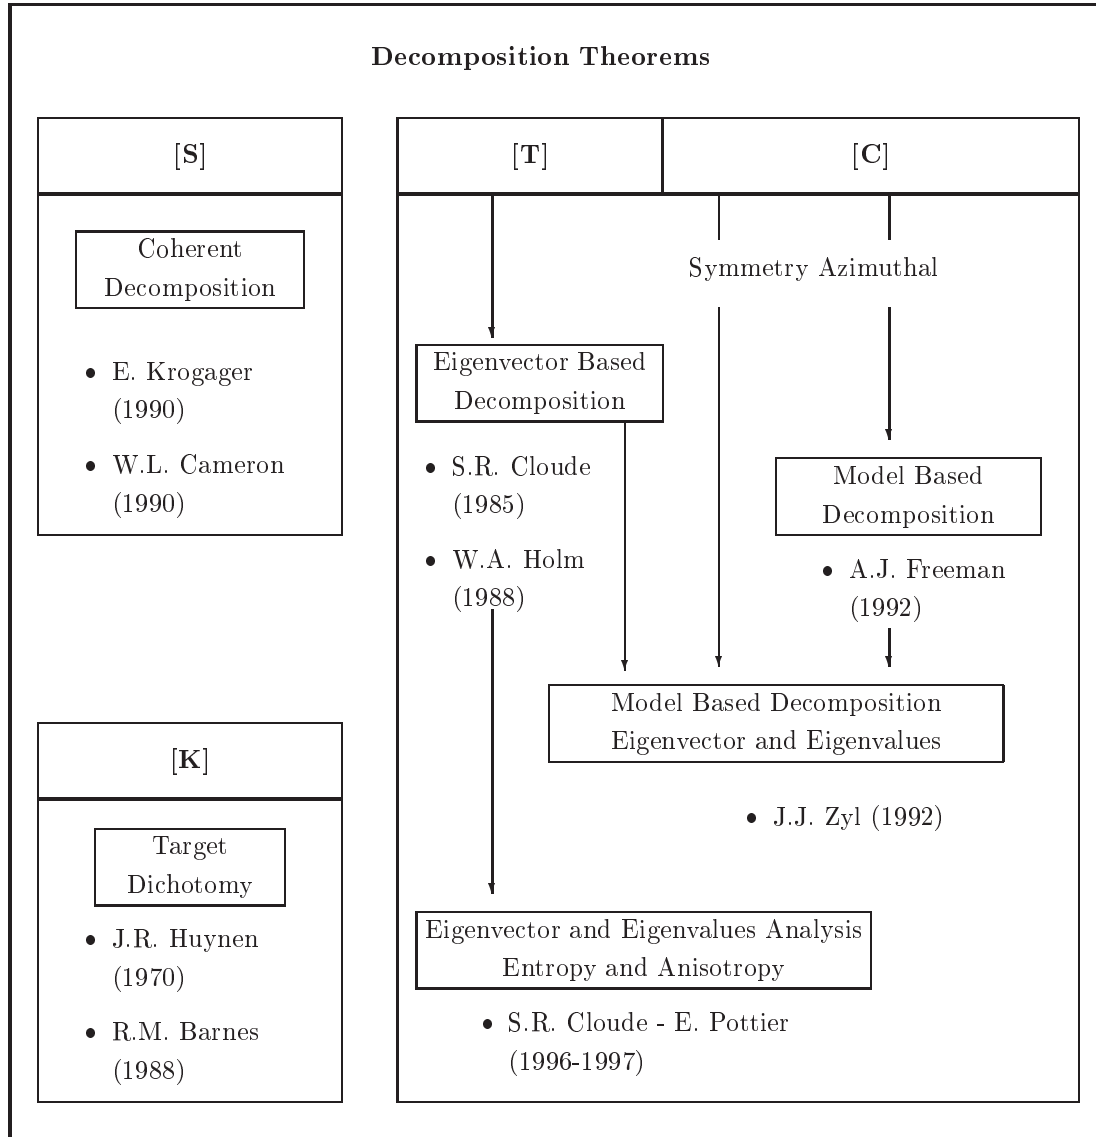 Decomposition Theorems
[S]
Coherent
Decomposition
• E. Krogager
(1990)
• W.L. Cameron
(1990)
[K]
Target
Dichotomy
• J.R. Huynen
(1970)
• R.M. Barnes
(1988)
[T]
[C]
Symmetry Azimuthal
Eigenvector Based
Decomposition
• S.R. Cloude
(1985)
• W.A. Holm
(1988)
Model Based
Decomposition
• A.J. Freeman
(1992)
Model Based Decomposition
Eigenvector and Eigenvalues
• J.J. Zyl (1992)
Eigenvector and Eigenvalues Analysis
Entropy and Anisotropy
• S.R. Cloude - E. Pottier
(1996-1997)